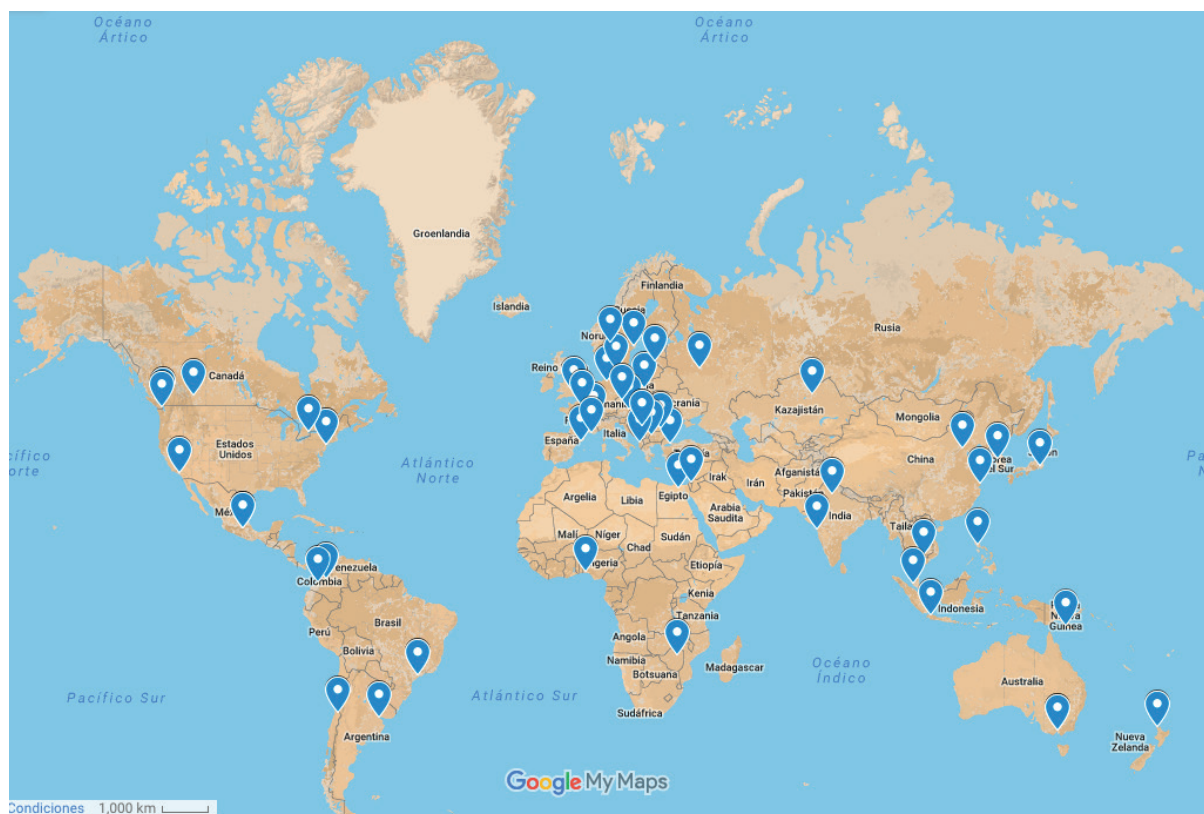 Océano
Ártico
Océano
Ártico
Groenlandia
Islandia
Finlandia
Rusia
Reino
Canadá
Kazajistán
Mongolia
Italia
España
Estados
Unidos
Atlántico
Norte
China
Afganistá
Irak
Irán
Pakistán
Argelia
Libia
Egipto
Arabia
Saudita
India
Malí
Níger
Chad
Sudán
Etiopía
Colombia
Kenia
Indonesia
Tanzania
Guinea
Perú
Brasil
Angola
Bolivia
Namibia
Botsuana
Madagascar
Océano
Índico
Australia
Pacífico Sur
Atlántico Sur
Sudáfrica
Argentina
Nueva
Zelanda
Google My Maps
Condiciones 1,000 km